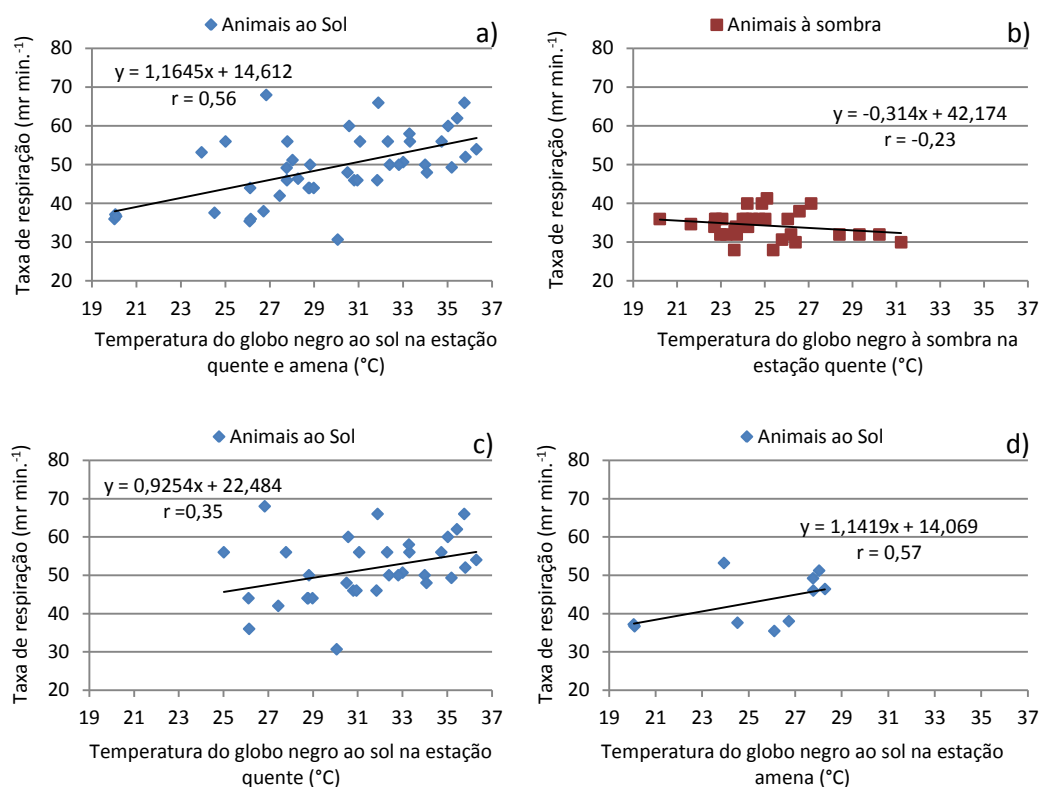 Animais ao Sol
a)
Taxa de respiração (mr min.⁻¹)
80
70
60
50
40
30
20
y = 1,1645x + 14,612
r = 0,56
19 21 23 25 27 29 31 33 35 37
Temperatura do globo negro ao sol na estação
quente e amena (°C)
Animais à sombra
b)
Taxa de respiração (mr min.⁻¹)
80
70
60
50
40
30
20
y = -0,314x + 42,174
r = -0,23
19 21 23 25 27 29 31 33 35 37
Temperatura do globo negro à sombra na
estação quente (°C)
Animais ao Sol
c)
Taxa de respiração (mr min.⁻¹)
80
70
60
50
40
30
20
y = 0,9254x + 22,484
r =0,35
19 21 23 25 27 29 31 33 35 37
Temperatura do globo negro ao sol na estação
quente (°C)
Animais ao Sol
d)
Taxa de respiração (mr min.⁻¹)
80
70
60
50
40
30
20
y = 1,1419x + 14,069
r = 0,57
19 21 23 25 27 29 31 33 35 37
Temperatura do globo negro ao sol na estação
amena (°C)